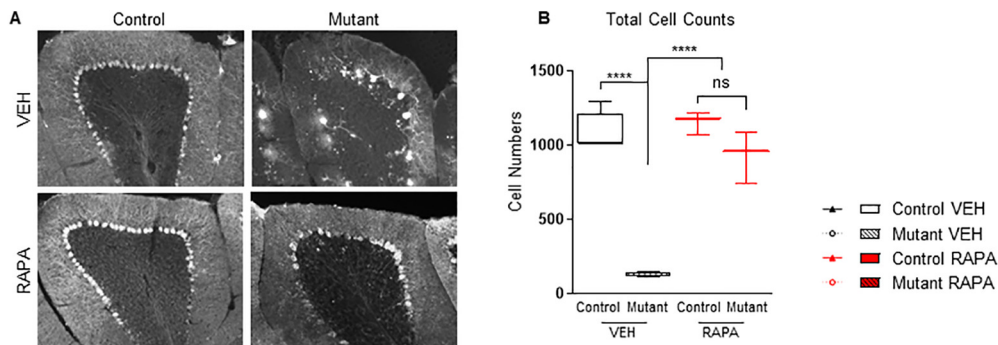 A
Control
Mutant
VEH
RAPA
B
Total Cell Counts
Cell Numbers
1500
1000
500
0
****
****
ns
Control Mutant Control Mutant
VEH RAPA
Control VEH
Mutant VEH
Control RAPA
Mutant RAPA